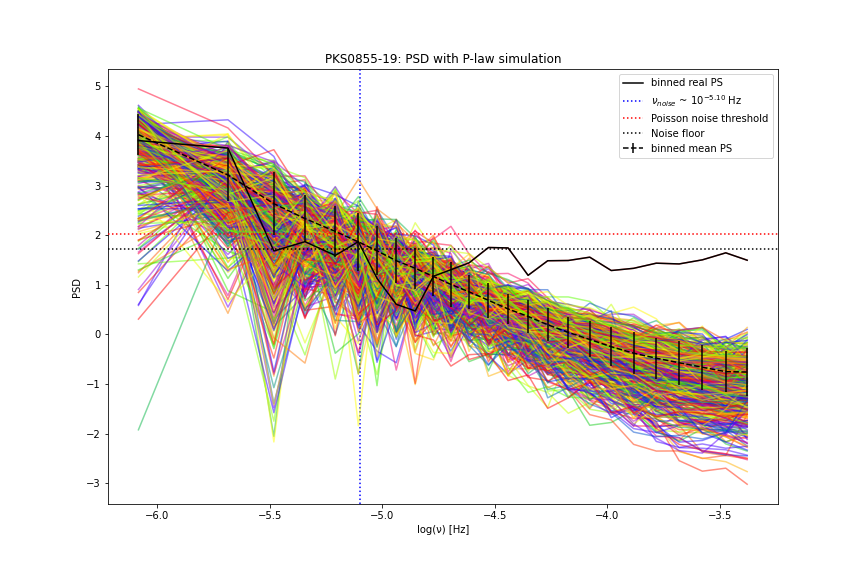 PKS0855-19: PSD with P-law simulation
binned real PS
ν_noise ~ 10^−5.10 Hz
Poisson noise threshold
Noise floor
binned mean PS
PSD
5
4
3
2
1
0
−1
−2
−3
−6.0 −5.5 −5.0 −4.5 −4.0 −3.5
log(ν) [Hz]